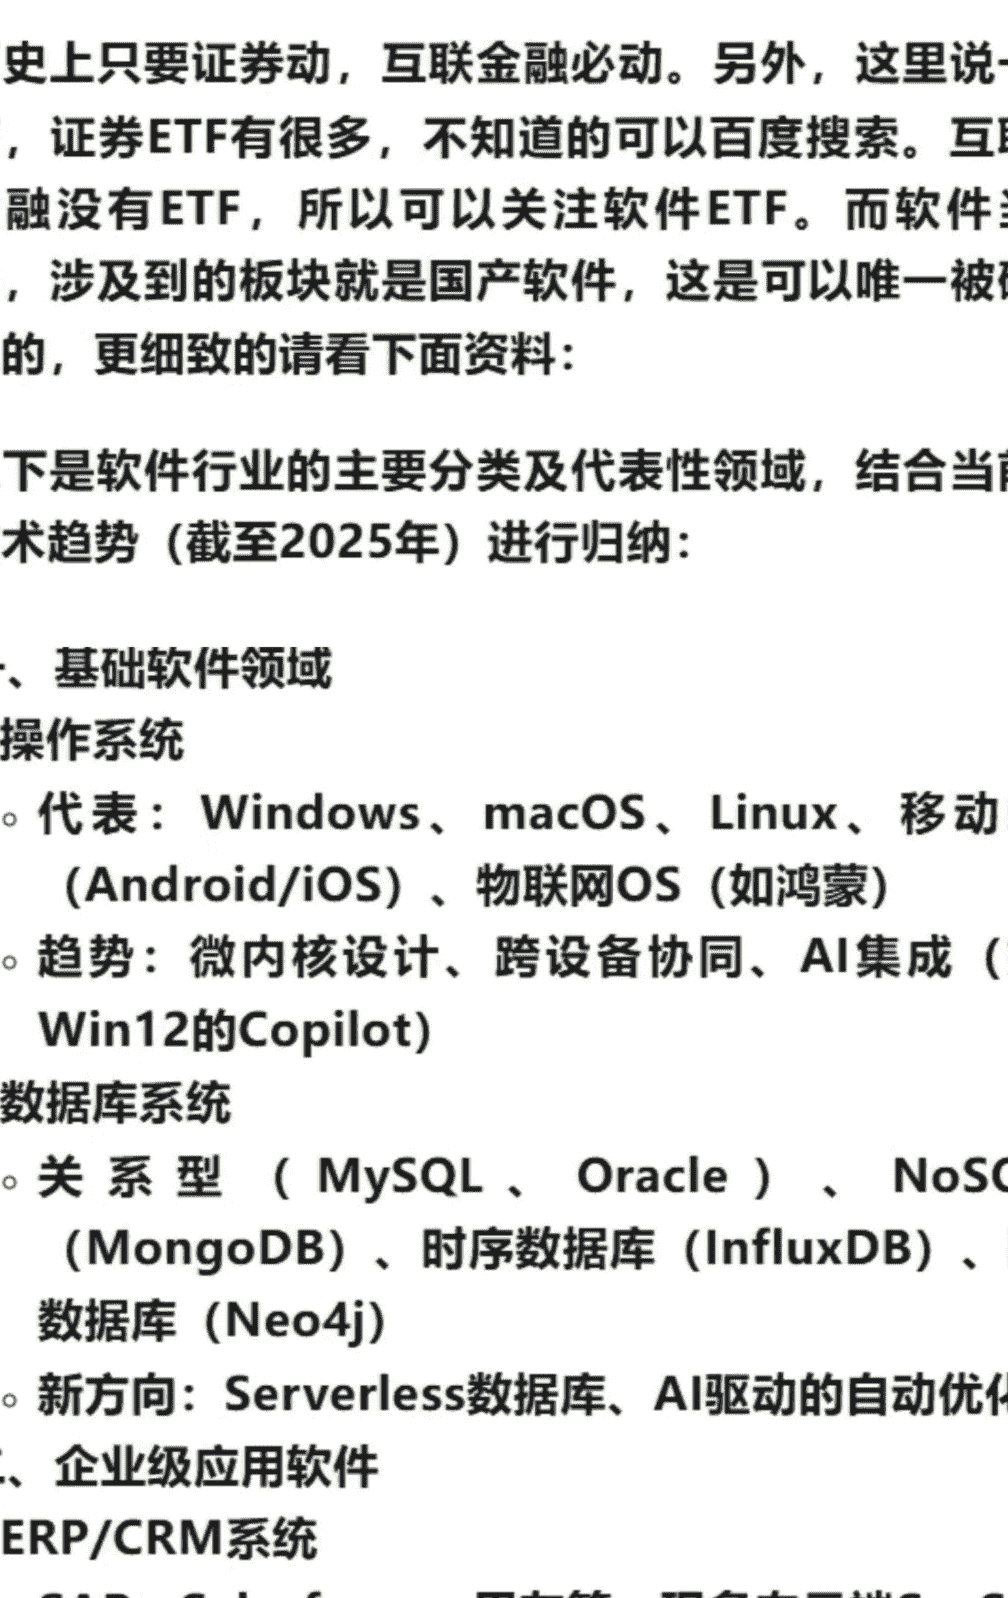 史上只要证券动，互联金融必动。另外，这里说
，证券ETF有很多，不知道的可以百度搜索。互
融没有ETF，所以可以关注软件ETF。而软件
，涉及到的板块就是国产软件，这是可以唯一被
的，更细致的请看下面资料：
下是软件行业的主要分类及代表性领域，结合当
术趋势（截至2025年）进行归纳：
、基础软件领域
操作系统
◦ 代表：Windows、macOS、Linux、移动
（Android/iOS）、物联网OS（如鸿蒙）
◦ 趋势：微内核设计、跨设备协同、AI集成（
Win12的Copilot）
数据库系统
◦ 关系型（MySQL、Oracle）、NoSQ
（MongoDB）、时序数据库（InfluxDB）、
数据库（Neo4j）
◦ 新方向：Serverless数据库、AI驱动的自动优化
、企业级应用软件
ERP/CRM系统